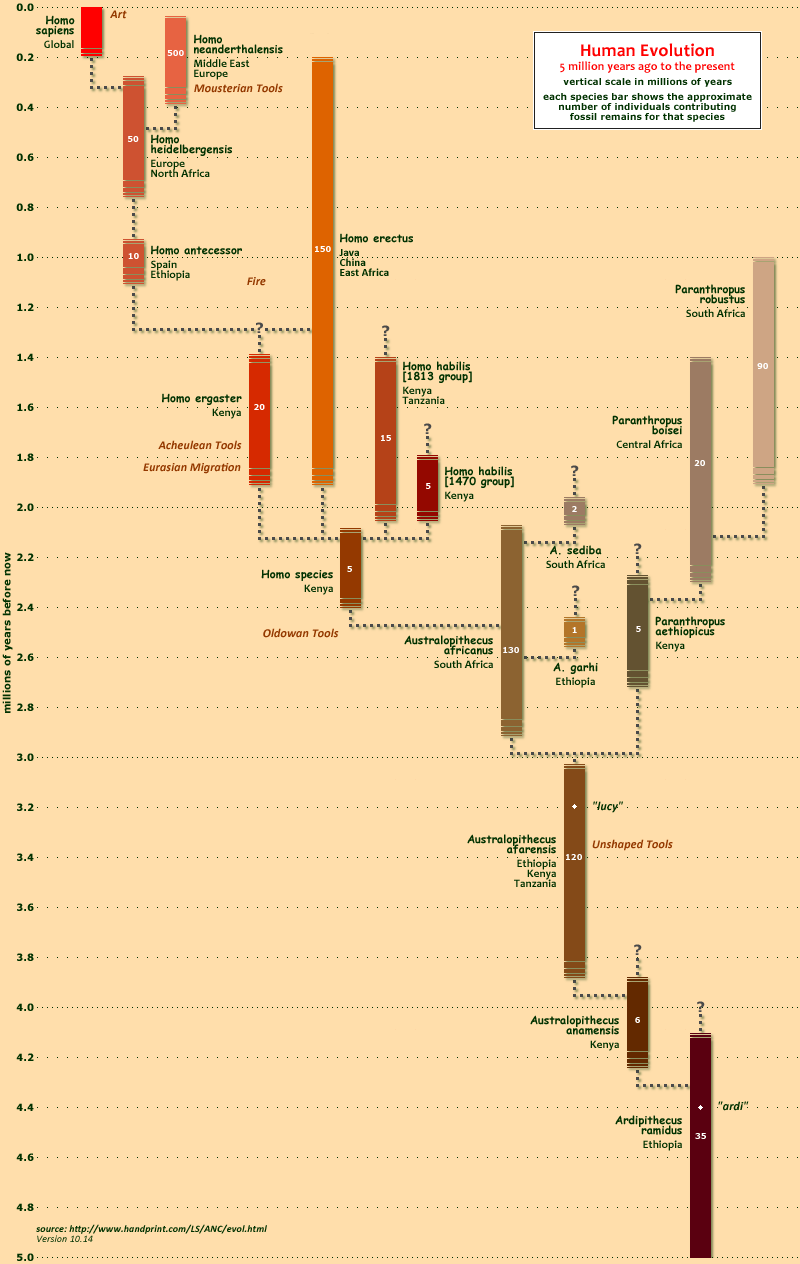 Human Evolution
5 million years ago to the present
vertical scale in millions of years
each species bar shows the approximate
number of individuals contributing
fossil remains for that species
millions of years before now
0.0
0.2
0.4
0.6
0.8
1.0
1.2
1.4
1.6
1.8
2.0
2.2
2.4
2.6
2.8
3.0
3.2
3.4
3.6
3.8
4.0
4.2
4.4
4.6
4.8
5.0
Homo
sapiens
Global
Art
500
Homo
neanderthalensis
Middle East
Europe
Mousterian Tools
50
Homo
heidelbergensis
Europe
North Africa
10
Homo antecessor
Spain
Ethiopia
Fire
150
Homo erectus
Java
China
East Africa
?
Homo ergaster
Kenya
20
Acheulean Tools
Eurasian Migration
?
15
Homo habilis
[1813 group]
Kenya
Tanzania
?
5
Homo habilis
[1470 group]
Kenya
Paranthropus
robustus
South Africa
90
Paranthropus
boisei
Central Africa
20
?
2
A. sediba
South Africa
Homo species
Kenya
5
Oldowan Tools
Australopithecus
africanus
South Africa
130
?
1
A. garhi
Ethiopia
?
5
Paranthropus
aethiopicus
Kenya
"lucy"
Australopithecus
afarensis
Ethiopia
Kenya
Tanzania
120
Unshaped Tools
?
Australopithecus
anamensis
Kenya
6
?
"ardi"
Ardipithecus
ramidus
Ethiopia
35
source: http://www.handprint.com/LS/ANC/evol.html
Version 10.14